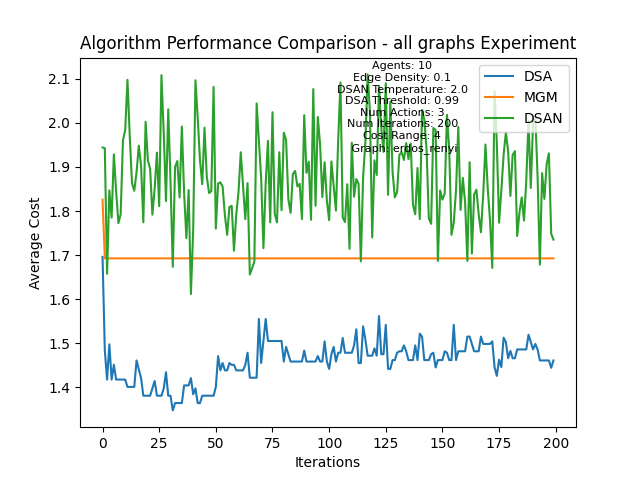 Algorithm Performance Comparison - all graphs Experiment
Agents: 10
Edge Density: 0.1
DSAN Temperature: 2.0
DSA Threshold: 0.99
Num Actions: 3
Num Iterations: 200
Cost Range: 4
Graph: erdos_renyi
DSA
MGM
DSAN
Average Cost
2.1
2.0
1.9
1.8
1.7
1.6
1.5
1.4
0 25 50 75 100 125 150 175 200
Iterations